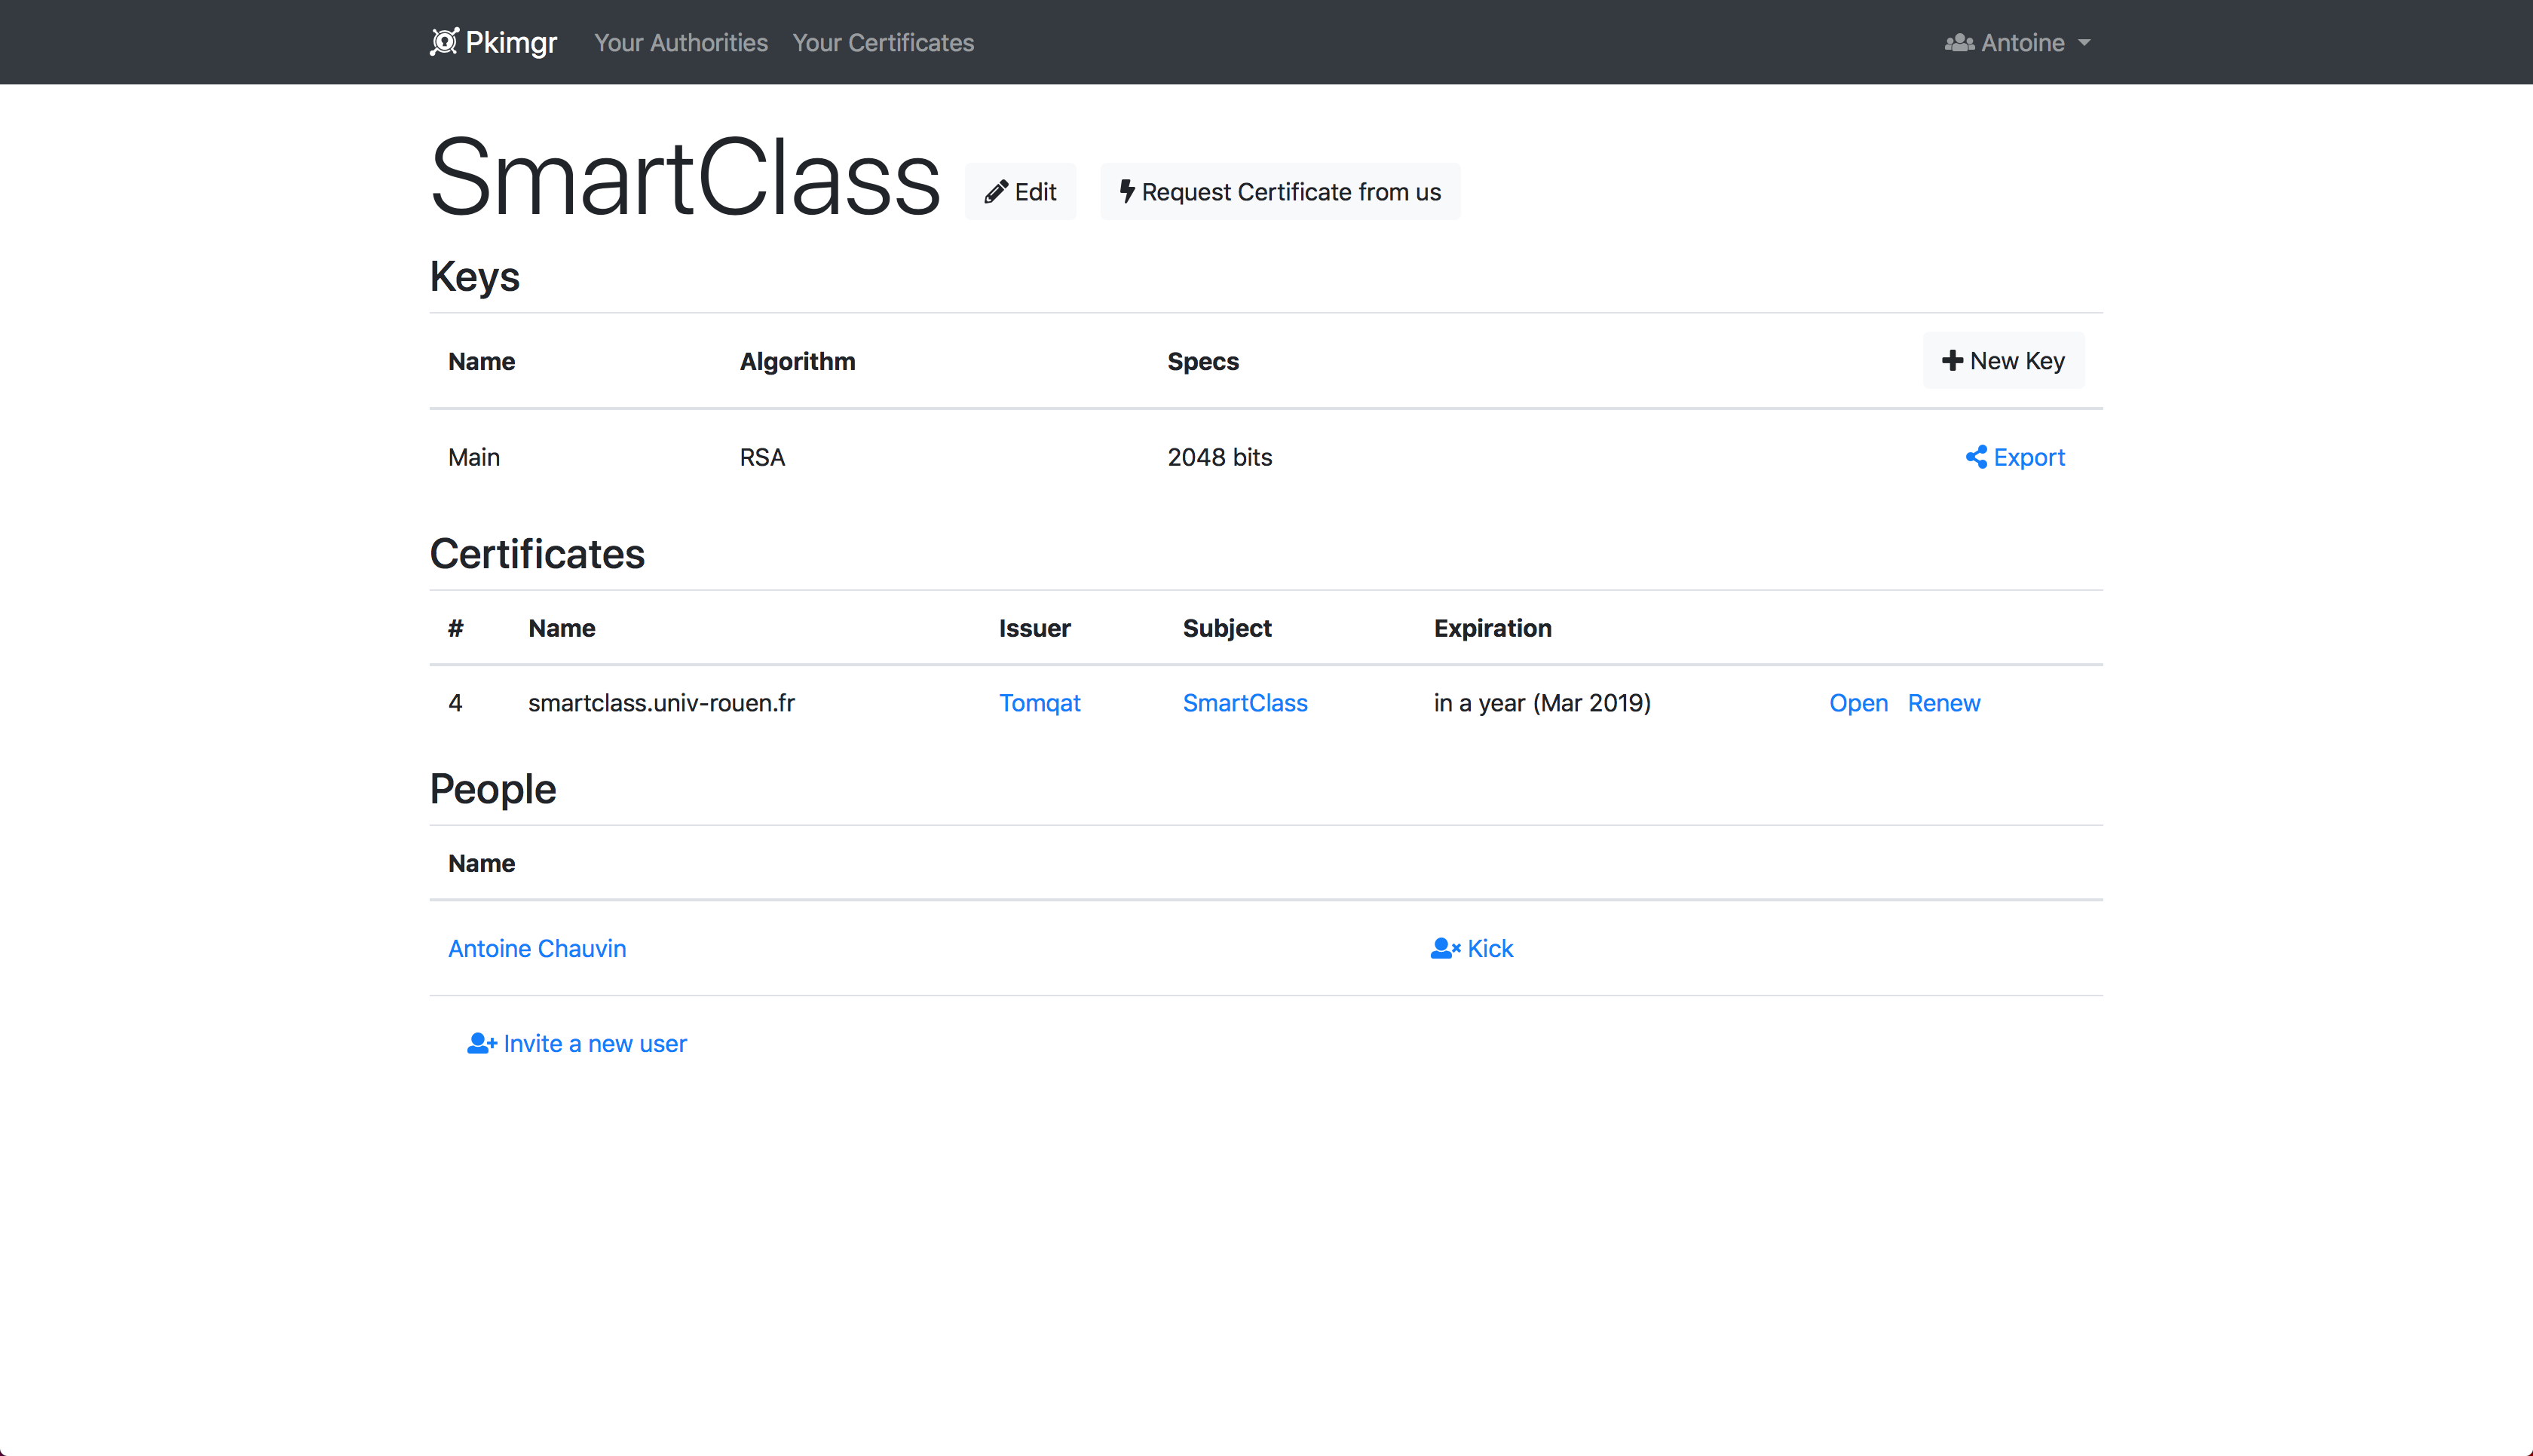 Pkimgr Your Authorities Your Certificates Antoine
SmartClass Edit Request Certificate from us
Keys
Name Algorithm Specs New Key
Main RSA 2048 bits Export
Certificates
# Name Issuer Subject Expiration
4 smartclass.univ-rouen.fr Tomqat SmartClass in a year (Mar 2019) Open Renew
People
Name
Antoine Chauvin Kick
Invite a new user